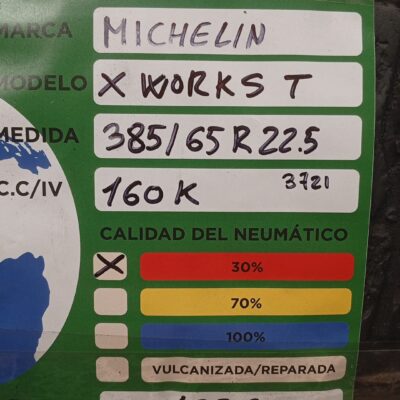 MARCA MICHELIN
MODELO X WORKS T
MEDIDA 385/65 R 22.5
C.C/IV 160 K 3721
CALIDAD DEL NEUMÁTICO
X 30%
70%
100%
VULCANIZADA/REPARADA